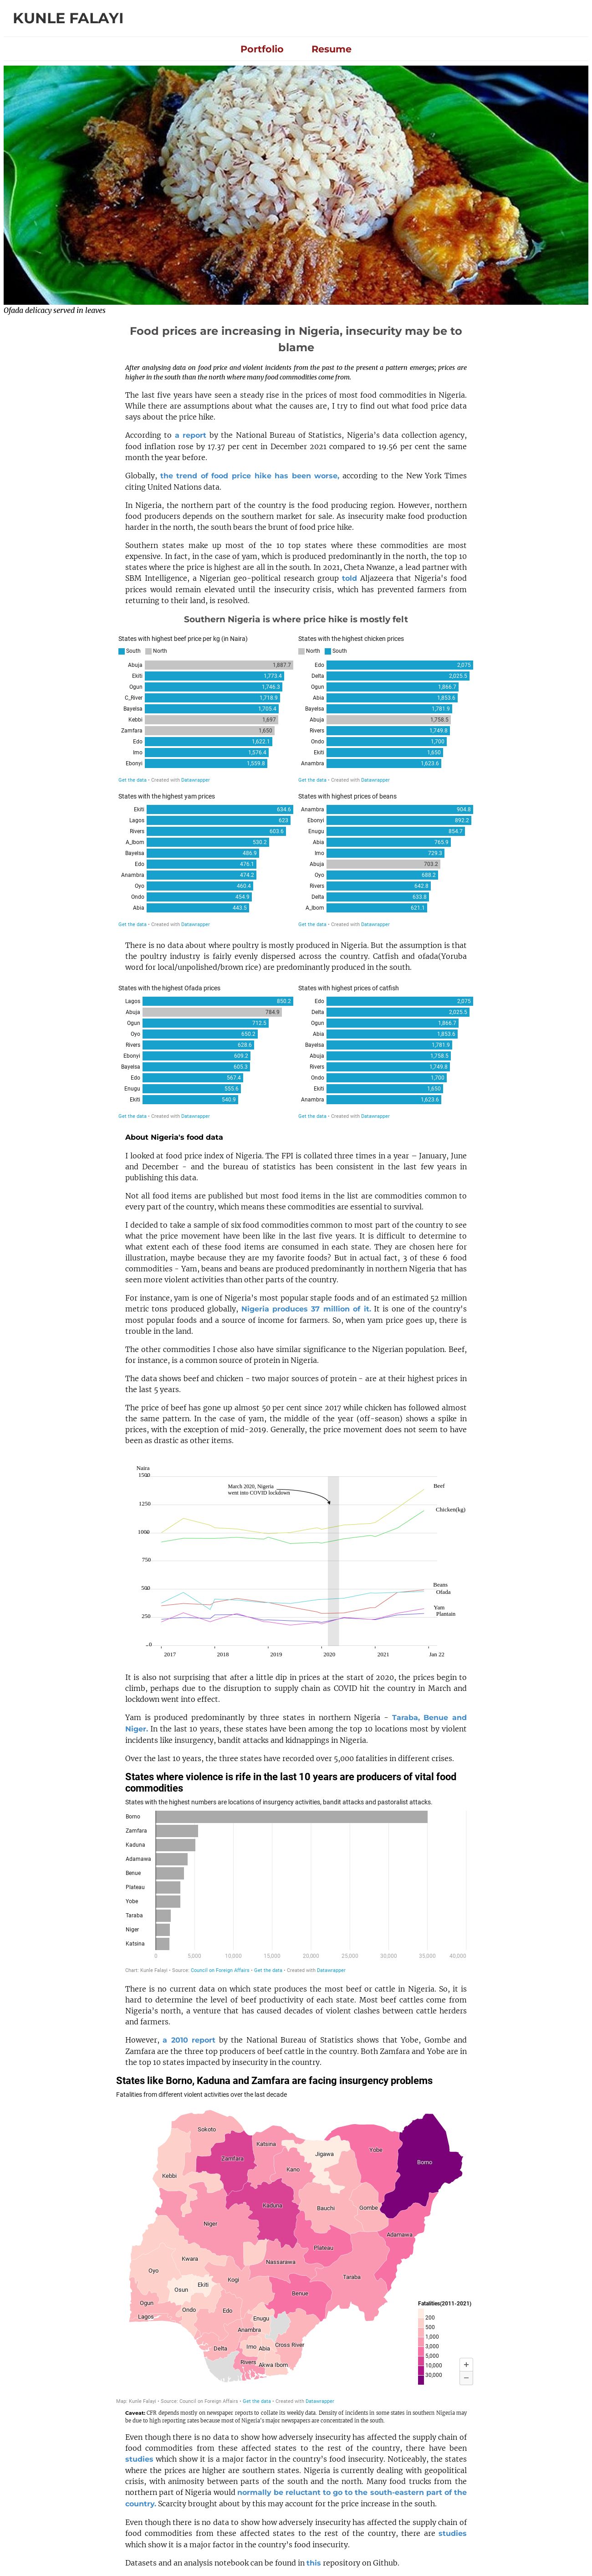 KUNLE FALAYI
Portfolio Resume
Ofada delicacy served in leaves
Food prices are increasing in Nigeria, insecurity may be to
blame
After analysing data on food price and violent incidents from the past to the present a pattern emerges; prices are
higher in the south than the north where many food commodities come from.
The last five years have seen a steady rise in the prices of most food commodities in Nigeria.
While there are assumptions about what the causes are, I try to find out what food price data
says about the price hike.
According to a report by the National Bureau of Statistics, Nigeria's data collection agency,
food inflation rose by 17.37 per cent in December 2021 compared to 19.56 per cent the same
month the year before.
Globally, the trend of food price hike has been worse, according to the New York Times
citing United Nations data.
In Nigeria, the northern part of the country is the food producing region. However, northern
food producers depends on the southern market for sale. As insecurity make food production
harder in the north, the south bears the brunt of food price hike.
Southern states make up most of the 10 top states where these commodities are most
expensive. In fact, in the case of yam, which is produced predominantly in the north, the top 10
states where the price is highest are all in the south. In 2021, Cheta Nwanze, a lead partner with
SBM Intelligence, a Nigerian geo-political research group told Aljazeera that Nigeria's food
prices would remain elevated until the insecurity crisis, which has prevented farmers from
returning to their land, is resolved.
Southern Nigeria is where price hike is mostly felt
States with highest beef price per kg (in Naira)
South North
Abuja 1,887.7
Ekiti 1,773.4
Ogun 1,746.3
C_River 1,718.9
Bayelsa 1,705.4
Kebbi 1,697
Zamfara 1,650
Edo 1,622.1
Imo 1,576.4
Ebonyi 1,559.8
Get the data • Created with Datawrapper
States with the highest chicken prices
North South
Edo 2,075
Delta 2,025.5
Ogun 1,866.7
Abia 1,853.6
Bayelsa 1,781.9
Abuja 1,758.5
Rivers 1,749.8
Ondo 1,700
Ekiti 1,650
Anambra 1,623.6
Get the data • Created with Datawrapper
States with the highest yam prices
Ekiti 634.6
Lagos 623
Rivers 603.6
A_Ibom 530.2
Bayelsa 486.9
Edo 476.1
Anambra 474.2
Oyo 460.4
Ondo 454.9
Abia 443.5
Get the data • Created with Datawrapper
States with highest prices of beans
Anambra 904.8
Ebonyi 892.2
Enugu 854.7
Abia 765.9
Imo 729.3
Abuja 703.2
Oyo 688.2
Rivers 642.8
Delta 633.8
A_Ibom 621.1
Get the data • Created with Datawrapper
There is no data about where poultry is mostly produced in Nigeria. But the assumption is that
the poultry industry is fairly evenly dispersed across the country. Catfish and ofada(Yoruba
word for local/unpolished/brown rice) are predominantly produced in the south.
States with the highest Ofada prices
Lagos 850.2
Abuja 784.9
Ogun 712.5
Oyo 650.2
Rivers 628.6
Ebonyi 609.2
Bayelsa 605.3
Edo 567.4
Enugu 555.6
Ekiti 540.9
Get the data • Created with Datawrapper
States with highest prices of catfish
Edo 2,075
Delta 2,025.5
Ogun 1,866.7
Abia 1,853.6
Bayelsa 1,781.9
Abuja 1,758.5
Rivers 1,749.8
Ondo 1,700
Ekiti 1,650
Anambra 1,623.6
Get the data • Created with Datawrapper
About Nigeria's food data
I looked at food price index of Nigeria. The FPI is collated three times in a year – January, June
and December - and the bureau of statistics has been consistent in the last few years in
publishing this data.
Not all food items are published but most food items in the list are commodities common to
every part of the country, which means these commodities are essential to survival.
I decided to take a sample of six food commodities common to most part of the country to see
what the price movement have been like in the last five years. It is difficult to determine to
what extent each of these food items are consumed in each state. They are chosen here for
illustration, maybe because they are my favorite foods? But in actual fact, 3 of these 6 food
commodities - Yam, beans and beans are produced predominantly in northern Nigeria that has
seen more violent activities than other parts of the country.
For instance, yam is one of Nigeria's most popular staple foods and of an estimated 52 million
metric tons produced globally, Nigeria produces 37 million of it. It is one of the country's
most popular foods and a source of income for farmers. So, when yam price goes up, there is
trouble in the land.
The other commodities I chose also have similar significance to the Nigerian population. Beef,
for instance, is a common source of protein in Nigeria.
The data shows beef and chicken - two major sources of protein - are at their highest prices in
the last 5 years.
The price of beef has gone up almost 50 per cent since 2017 while chicken has followed almost
the same pattern. In the case of yam, the middle of the year (off-season) shows a spike in
prices, with the exception of mid-2019. Generally, the price movement does not seem to have
been as drastic as other items.
Naira
1500
1250
1000
750
500
250
0
March 2020, Nigeria
went into COVID lockdown
Beef
Chicken(kg)
Beans
Ofada
Yam
Plantain
2017 2018 2019 2020 2021 Jan 22
It is also not surprising that after a little dip in prices at the start of 2020, the prices begin to
climb, perhaps due to the disruption to supply chain as COVID hit the country in March and
lockdown went into effect.
Yam is produced predominantly by three states in northern Nigeria - Taraba, Benue and
Niger. In the last 10 years, these states have been among the top 10 locations most by violent
incidents like insurgency, bandit attacks and kidnappings in Nigeria.
Over the last 10 years, the three states have recorded over 5,000 fatalities in different crises.
States where violence is rife in the last 10 years are producers of vital food
commodities
States with the highest numbers are locations of insurgency activities, bandit attacks and pastoralist attacks.
Borno
Zamfara
Kaduna
Adamawa
Benue
Plateau
Yobe
Taraba
Niger
Katsina
0 5,000 10,000 15,000 20,000 25,000 30,000 35,000 40,000
Chart: Kunle Falayi • Source: Council on Foreign Affairs • Get the data • Created with Datawrapper
There is no current data on which state produces the most beef or cattle in Nigeria. So, it is
hard to determine the level of beef productivity of each state. Most beef cattles come from
Nigeria's north, a venture that has caused decades of violent clashes between cattle herders
and farmers.
However, a 2010 report by the National Bureau of Statistics shows that Yobe, Gombe and
Zamfara are the three top producers of beef cattle in the country. Both Zamfara and Yobe are in
the top 10 states impacted by insecurity in the country.
States like Borno, Kaduna and Zamfara are facing insurgency problems
Fatalities from different violent activities over the last decade
Sokoto
Katsina
Jigawa
Yobe
Borno
Zamfara
Kano
Kebbi
Kaduna
Bauchi
Gombe
Niger
Adamawa
Plateau
Kwara
Nassarawa
Oyo
Taraba
Kogi
Ekiti
Osun
Benue
Ogun
Ondo
Edo
Lagos
Enugu
Anambra
Delta
Imo
Abia
Cross River
Rivers
Akwa Ibom
Fatalities(2011-2021)
200
500
1,000
3,000
5,000
10,000
30,000
+
−
Map: Kunle Falayi • Source: Council on Foreign Affairs • Get the data • Created with Datawrapper
Caveat: CFR depends mostly on newspaper reports to collate its weekly data. Density of incidents in some states in southern Nigeria may
be due to high reporting rates because most of Nigeria's major newspapers are concentrated in the south.
Even though there is no data to show how adversely insecurity has affected the supply chain of
food commodities from these affected states to the rest of the country, there have been
studies which show it is a major factor in the country's food insecurity. Noticeably, the states
where the prices are higher are southern states. Nigeria is currently dealing with geopolitical
crisis, with animosity between parts of the south and the north. Many food trucks from the
northern part of Nigeria would normally be reluctant to go to the south-eastern part of the
country. Scarcity brought about by this may account for the price increase in the south.
Even though there is no data to show how adversely insecurity has affected the supply chain of
food commodities from these affected states to the rest of the country, there are studies
which show it is a major factor in the country's food insecurity.
Datasets and an analysis notebook can be found in this repository on Github.